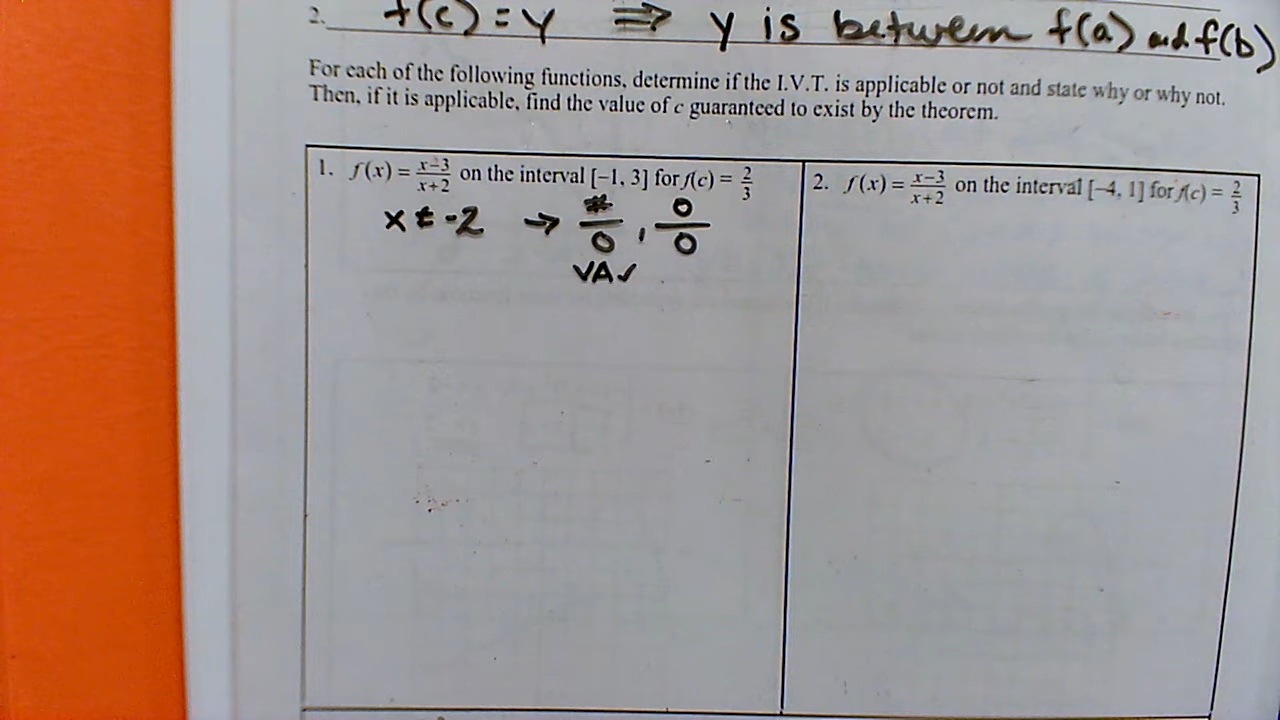 2. f(c) = y ⇒ y is between f(a) and f(b)
For each of the following functions, determine if the I.V.T. is applicable or not and state why or why not.
Then, if it is applicable, find the value of c guaranteed to exist by the theorem.
1. f(x) = (x−3)/(x+2) on the interval [−1, 3] for f(c) = 2/3
x ≠ -2 → #/0 , 0/0
VA ✓
2. f(x) = (x−3)/(x+2) on the interval [−4, 1] for f(c) = 2/3